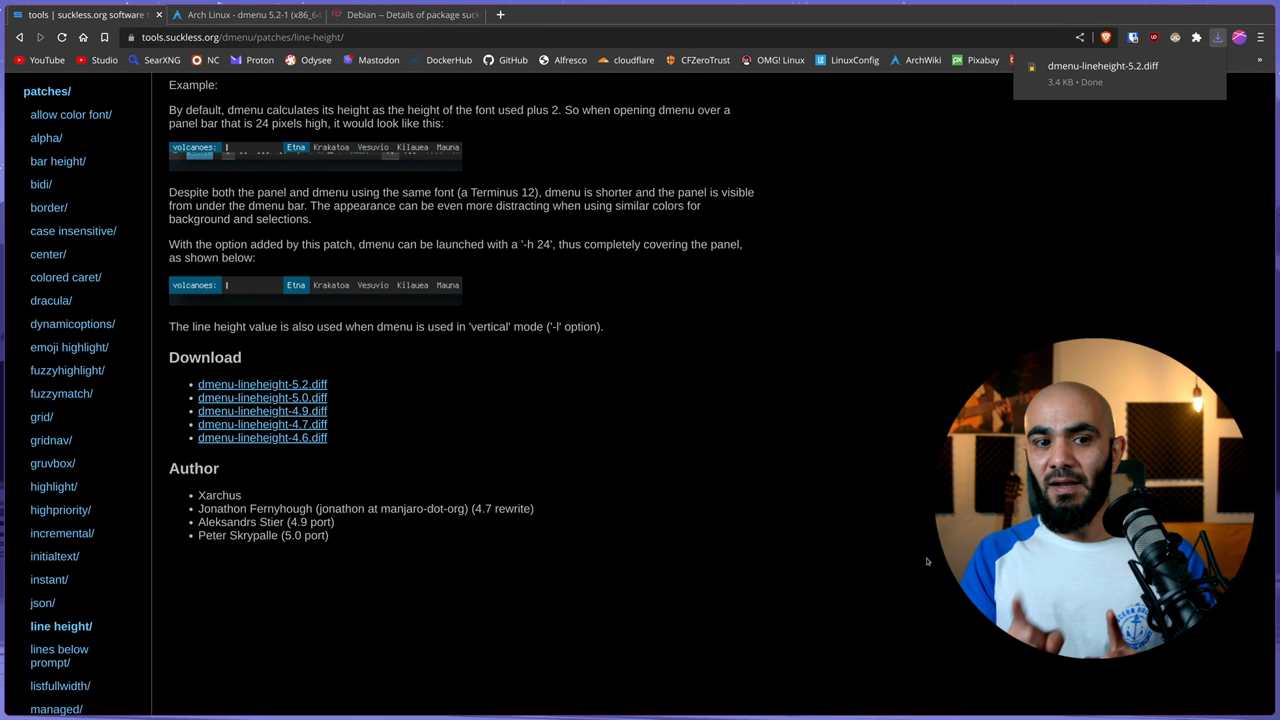 tools | suckless.org software
Arch Linux - dmenu 5.2-1 (x86_64
Debian -- Details of package suck
tools.suckless.org/dmenu/patches/line-height/
YouTube
Studio
SearXNG
NC
Proton
Odysee
Mastodon
DockerHub
GitHub
Alfresco
cloudflare
CFZeroTrust
OMG! Linux
LinuxConfig
ArchWiki
Pixabay
dmenu-lineheight-5.2.diff
3.4 KB • Done
patches/
allow color font/
alpha/
bar height/
bidi/
border/
case insensitive/
center/
colored caret/
dracula/
dynamicoptions/
emoji highlight/
fuzzyhighlight/
fuzzymatch/
grid/
gridnav/
gruvbox/
highlight/
highpriority/
incremental/
initialtext/
instant/
json/
line height/
lines below
prompt/
listfullwidth/
managed/
Example:
By default, dmenu calculates its height as the height of the font used plus 2. So when opening dmenu over a
panel bar that is 24 pixels high, it would look like this:
volcanoes: Etna Krakatoa Vesuvio Kilauea Mauna
Despite both the panel and dmenu using the same font (a Terminus 12), dmenu is shorter and the panel is visible
from under the dmenu bar. The appearance can be even more distracting when using similar colors for
background and selections.
With the option added by this patch, dmenu can be launched with a '-h 24', thus completely covering the panel,
as shown below:
volcanoes: Etna Krakatoa Vesuvio Kilauea Mauna
The line height value is also used when dmenu is used in 'vertical' mode ('-l' option).
Download
• dmenu-lineheight-5.2.diff
• dmenu-lineheight-5.0.diff
• dmenu-lineheight-4.9.diff
• dmenu-lineheight-4.7.diff
• dmenu-lineheight-4.6.diff
Author
• Xarchus
• Jonathon Fernyhough (jonathon at manjaro-dot-org) (4.7 rewrite)
• Aleksandrs Stier (4.9 port)
• Peter Skrypalle (5.0 port)